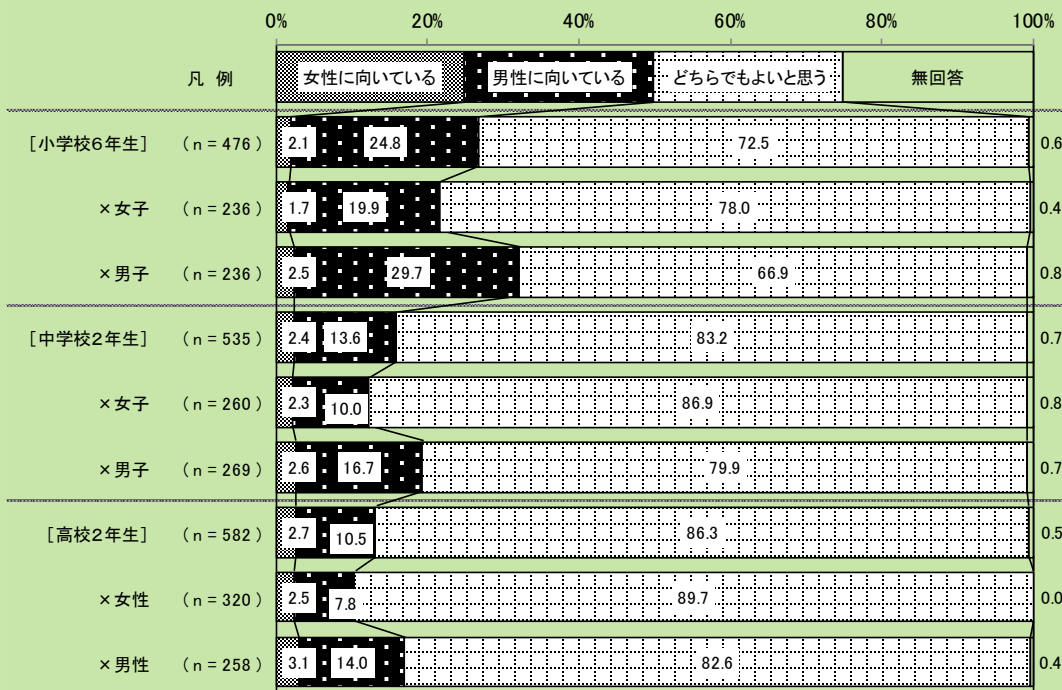 0% 20% 40% 60% 80% 100%
凡 例 女性に向いている 男性に向いている どちらでもよいと思う 無回答
[小学校6年生] (n=476) 2.1 24.8 72.5 0.6
×女子 (n=236) 1.7 19.9 78.0 0.4
×男子 (n=236) 2.5 29.7 66.9 0.8
[中学校2年生] (n=535) 2.4 13.6 83.2 0.7
×女子 (n=260) 2.3 10.0 86.9 0.8
×男子 (n=269) 2.6 16.7 79.9 0.7
[高校2年生] (n=582) 2.7 10.5 86.3 0.5
×女性 (n=320) 2.5 7.8 89.7 0.0
×男性 (n=258) 3.1 14.0 82.6 0.4